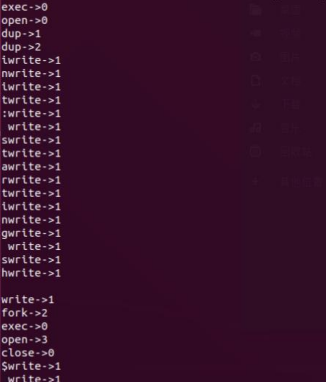 exec->0
open->0
dup->1
dup->2
iwrite->1
nwrite->1
iwrite->1
twrite->1
:write->1
 write->1
swrite->1
twrite->1
awrite->1
rwrite->1
twrite->1
iwrite->1
nwrite->1
gwrite->1
 write->1
swrite->1
hwrite->1

write->1
fork->2
exec->0
open->3
close->0
$write->1
 write->1